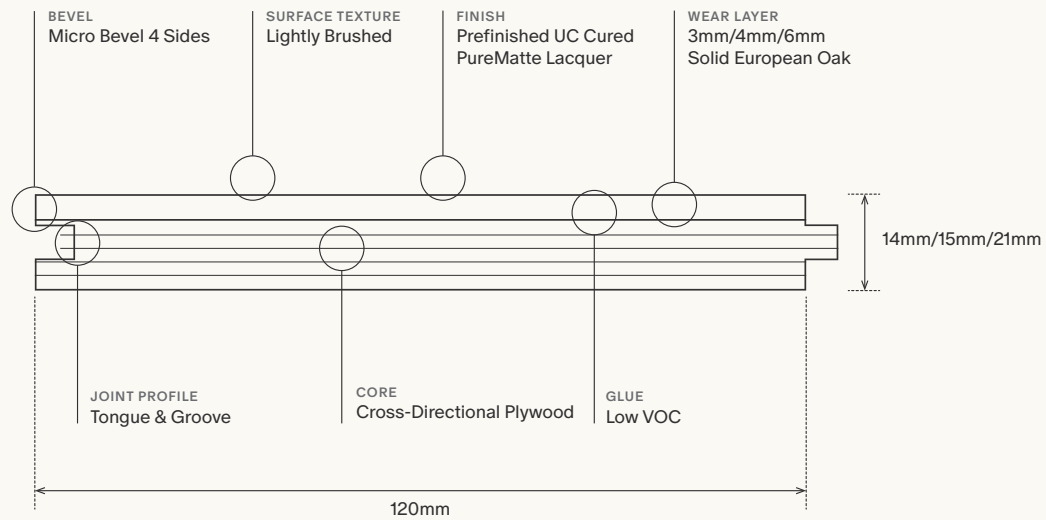 BEVEL
Micro Bevel 4 Sides
SURFACE TEXTURE
Lightly Brushed
FINISH
Prefinished UC Cured
PureMatte Lacquer
WEAR LAYER
3mm/4mm/6mm
Solid European Oak
14mm/15mm/21mm
JOINT PROFILE
Tongue & Groove
CORE
Cross-Directional Plywood
GLUE
Low VOC
120mm